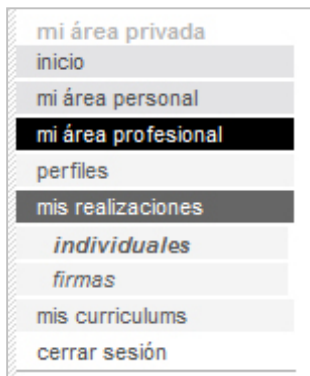 mi área privada
inicio
mi área personal
mi área profesional
perfiles
mis realizaciones
individuales
firmas
mis curriculums
cerrar sesión